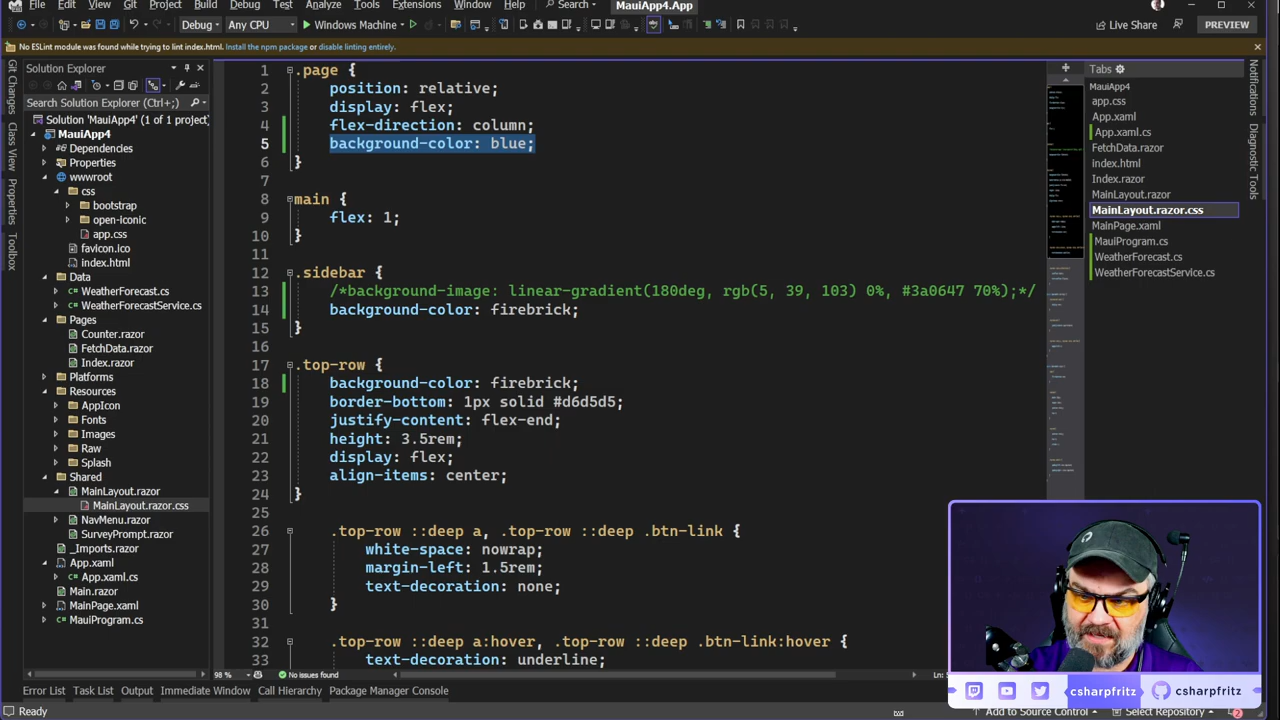 File Edit View Git Project Build Debug Test Analyze Tools Extensions Window Help Search MauiApp4.App
Debug Any CPU Windows Machine Live Share PREVIEW
No ESLint module was found while trying to lint index.html. Install the npm package or disable linting entirely.
Solution Explorer
Search Solution Explorer (Ctrl+;)
Solution 'MauiApp4' (1 of 1 project)
MauiApp4
Dependencies
Properties
wwwroot
css
bootstrap
open-iconic
app.css
favicon.ico
index.html
Data
WeatherForecast.cs
WeatherForecastService.cs
Pages
Counter.razor
FetchData.razor
Index.razor
Platforms
Resources
AppIcon
Fonts
Images
Raw
Splash
Shared
MainLayout.razor
MainLayout.razor.css
NavMenu.razor
SurveyPrompt.razor
_Imports.razor
App.xaml
App.xaml.cs
Main.razor
MainPage.xaml
MauiProgram.cs
Git Changes
Class View
Properties
Toolbox
1 .page {
2 position: relative;
3 display: flex;
4 flex-direction: column;
5 background-color: blue;
6 }
7
8 main {
9 flex: 1;
10 }
11
12 .sidebar {
13 /*background-image: linear-gradient(180deg, rgb(5, 39, 103) 0%, #3a0647 70%);*/
14 background-color: firebrick;
15 }
16
17 .top-row {
18 background-color: firebrick;
19 border-bottom: 1px solid #d6d5d5;
20 justify-content: flex-end;
21 height: 3.5rem;
22 display: flex;
23 align-items: center;
24 }
25
26 .top-row ::deep a, .top-row ::deep .btn-link {
27 white-space: nowrap;
28 margin-left: 1.5rem;
29 text-decoration: none;
30 }
31
32 .top-row ::deep a:hover, .top-row ::deep .btn-link:hover {
33 text-decoration: underline;
98 % No issues found
Tabs
MauiApp4
app.css
App.xaml
App.xaml.cs
FetchData.razor
index.html
Index.razor
MainLayout.razor
MainLayout.razor.css
MainPage.xaml
MauiProgram.cs
WeatherForecast.cs
WeatherForecastService.cs
Notifications
Diagnostic Tools
csharpfritz csharpfritz
Error List Task List Output Immediate Window Call Hierarchy Package Manager Console
Ready Add to Source Control Select Repository 2